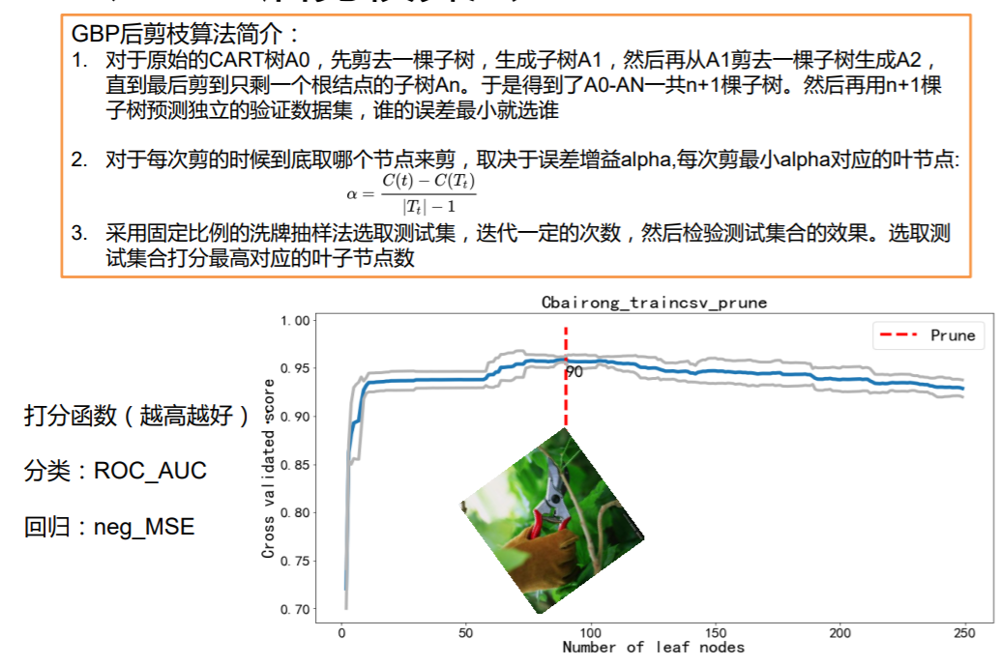 GBP后剪枝算法简介：
1. 对于原始的CART树A0，先剪去一棵子树，生成子树A1，然后再从A1剪去一棵子树生成A2，
直到最后剪到只剩一个根结点的子树An。于是得到了A0-AN一共n+1棵子树。然后再用n+1棵
子树预测独立的验证数据集，谁的误差最小就选谁
2. 对于每次剪的时候到底取哪个节点来剪，取决于误差增益alpha,每次剪最小alpha对应的叶节点:
α = C(t) − C(T_t) / |T_t| − 1
3. 采用固定比例的洗牌抽样法选取测试集，迭代一定的次数，然后检验测试集合的效果。选取测
试集合打分最高对应的叶子节点数
打分函数（越高越好）：
分类：ROC_AUC
回归：neg_MSE
Cbairong_traincsv_prune
Prune
90
Cross validated score
1.00
0.95
0.90
0.85
0.80
0.75
0.70
0 50 100 150 200 250
Number of leaf nodes